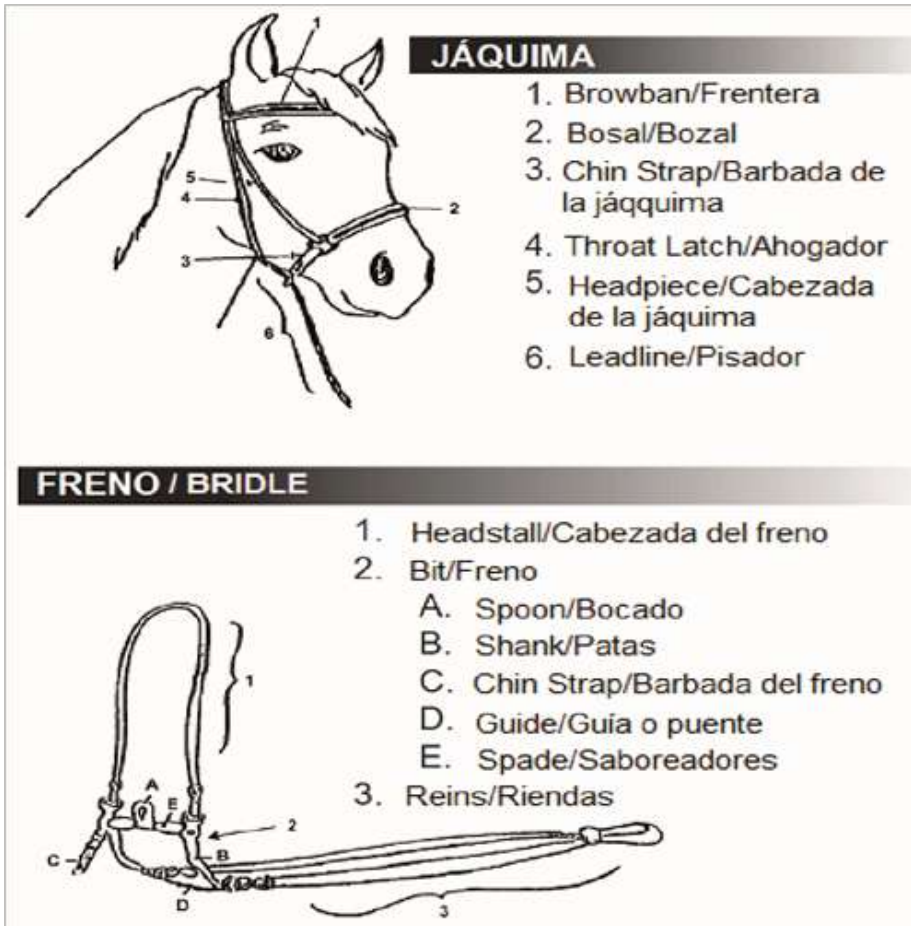 JÁQUIMA
1. Browban/Frentera
2. Bosal/Bozal
3. Chin Strap/Barbada de
la jáqquima
4. Throat Latch/Ahogador
5. Headpiece/Cabezada
de la jáquima
6. Leadline/Pisador
1
5
4
2
3
6
FRENO / BRIDLE
1. Headstall/Cabezada del freno
2. Bit/Freno
A. Spoon/Bocado
B. Shank/Patas
C. Chin Strap/Barbada del freno
D. Guide/Guía o puente
E. Spade/Saboreadores
3. Reins/Riendas
1
A
E
2
B
C
D
3